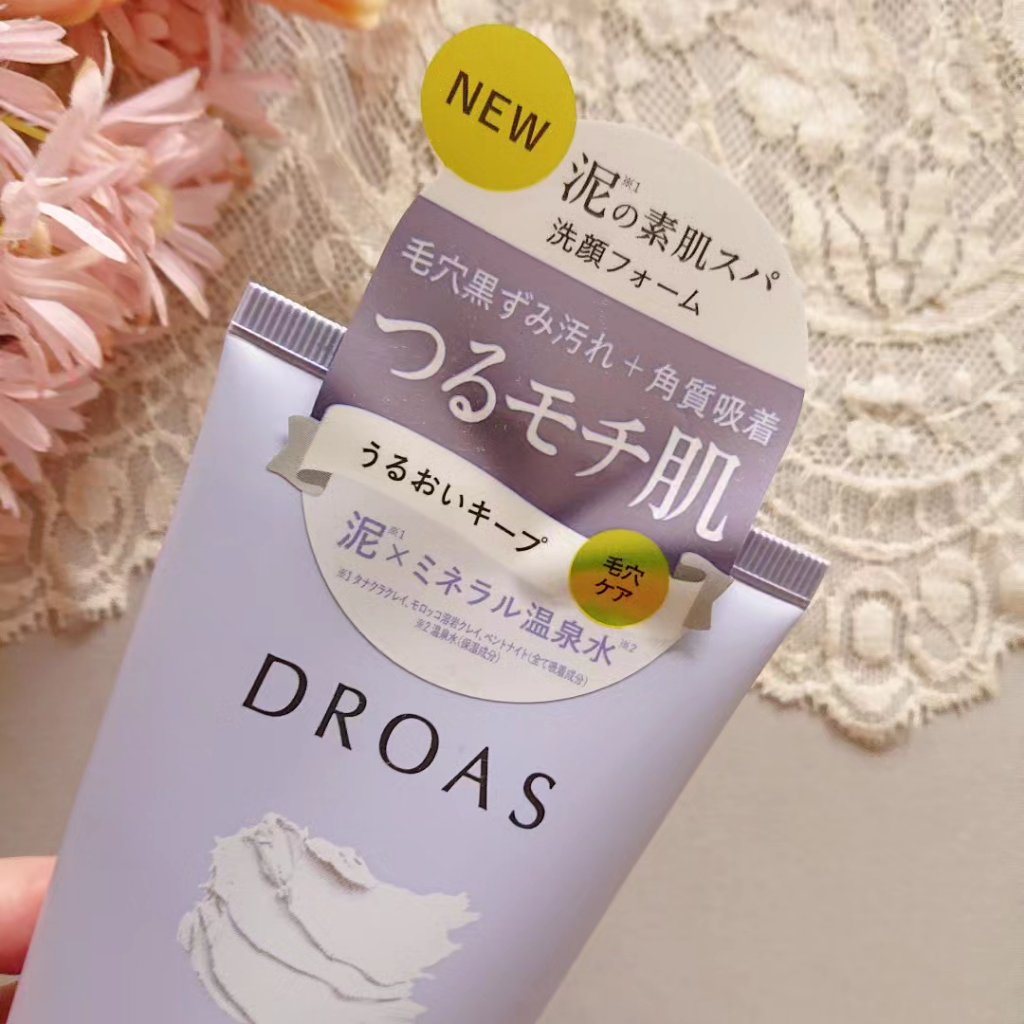 NEW
泥※1の素肌スパ
洗顔フォーム
毛穴黒ずみ汚れ+角質吸着
つるモチ肌
うるおいキープ
毛穴
ケア
泥※1×ミネラル温泉水※2
※1 タナクラクレイ、モロッコ溶岩クレイ、ベントナイト(全て吸着成分)
※2 温泉水(保湿成分)
DROAS